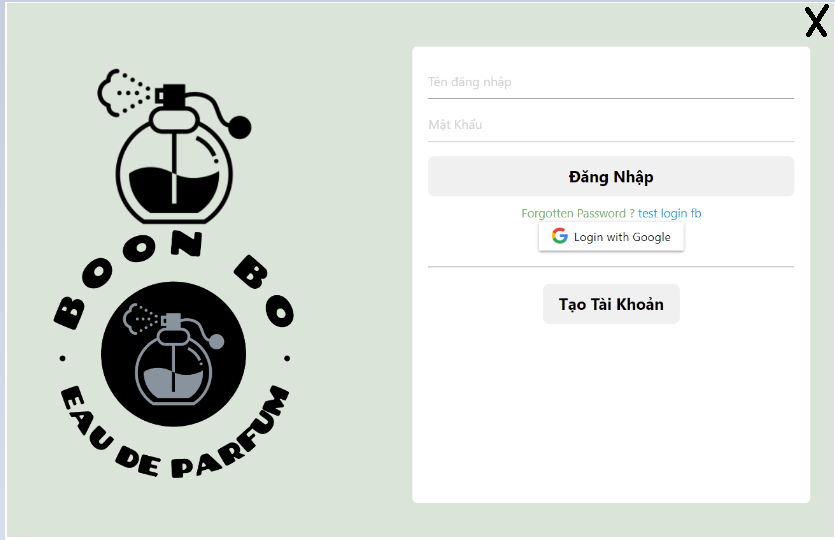 X
BOON BO
EAU DE PARFUM
Tên đăng nhập
Mật Khẩu
Đăng Nhập
Forgotten Password ? test login fb
Login with Google
Tạo Tài Khoản